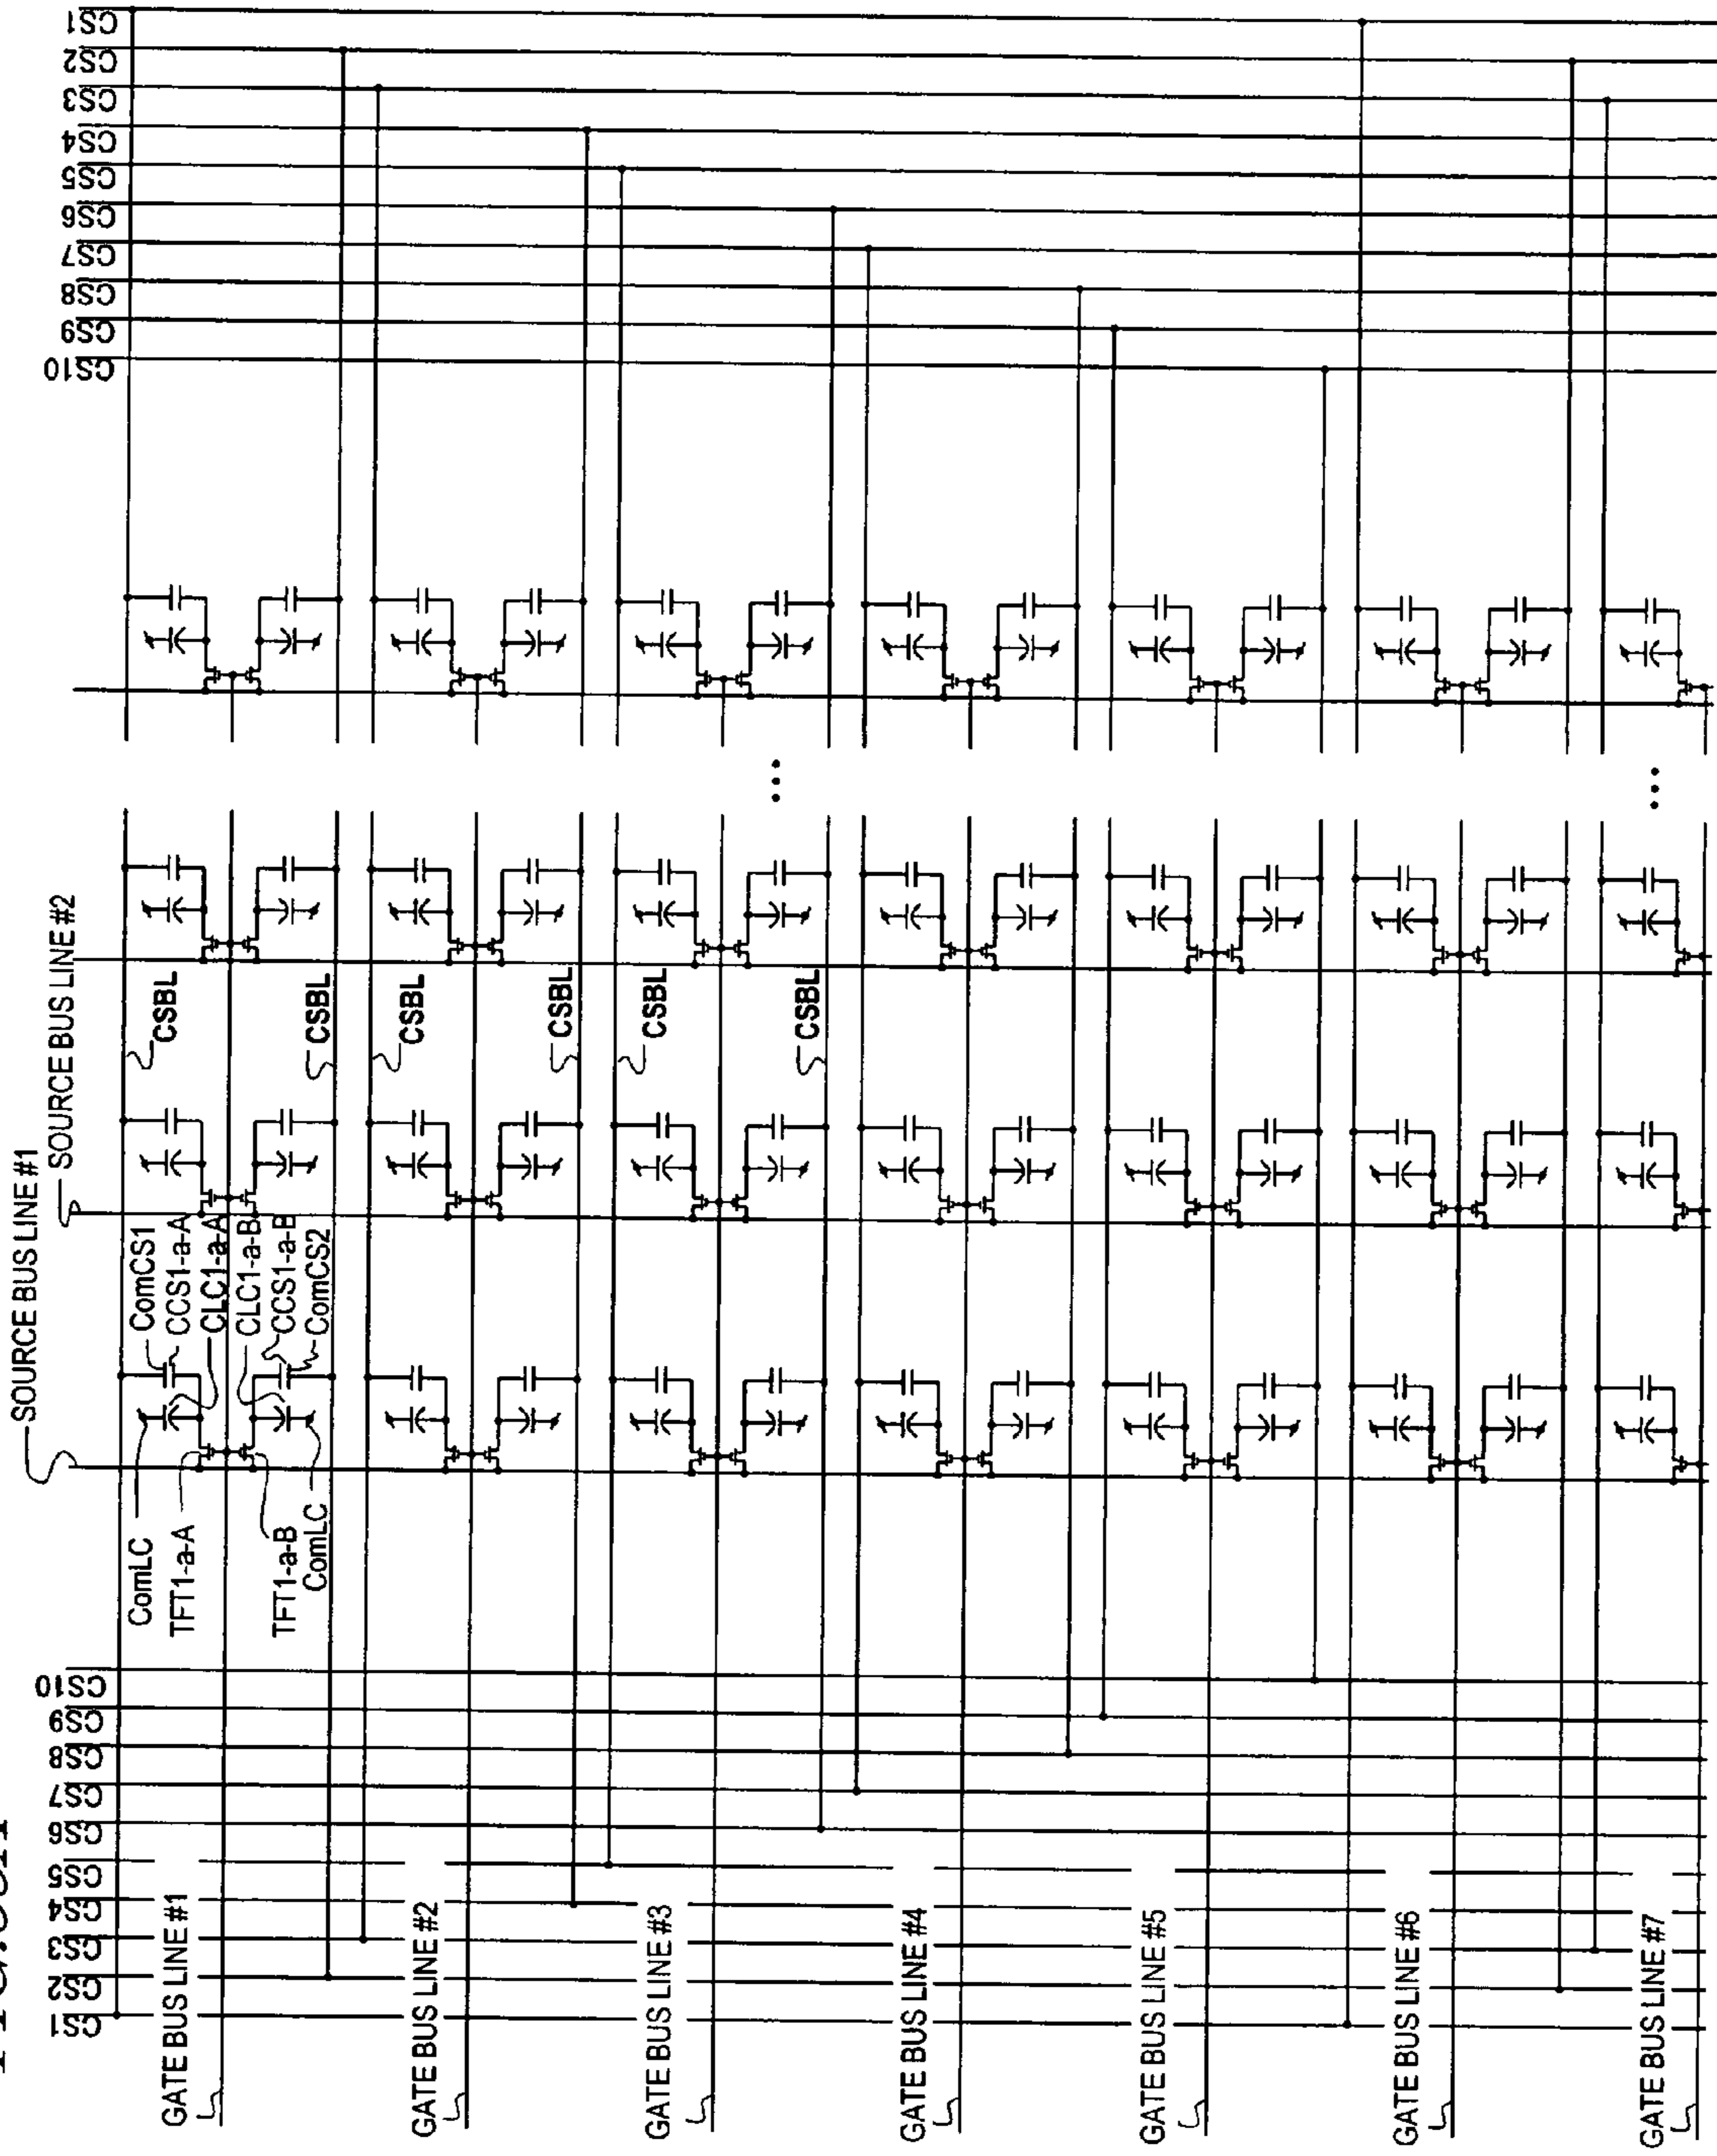 CS1
CS2
CS3
CS4
CS5
CS6
CS7
CS8
CS9
CS10
SOURCE BUS LINE #1
SOURCE BUS LINE #2
CSBL
CSBL
CSBL
CSBL
CSBL
CSBL
ComCS1
CCS1-a-A
CLC1-a-A
CLC1-a-B
CCS1-a-B
ComCS2
ComLC
TFT1-a-A
TFT1-a-B
ComLC
CS10
CS9
CS8
CS7
CS6
CS5
CS4
CS3
CS2
CS1
GATE BUS LINE #1
GATE BUS LINE #2
GATE BUS LINE #3
GATE BUS LINE #4
GATE BUS LINE #5
GATE BUS LINE #6
GATE BUS LINE #7